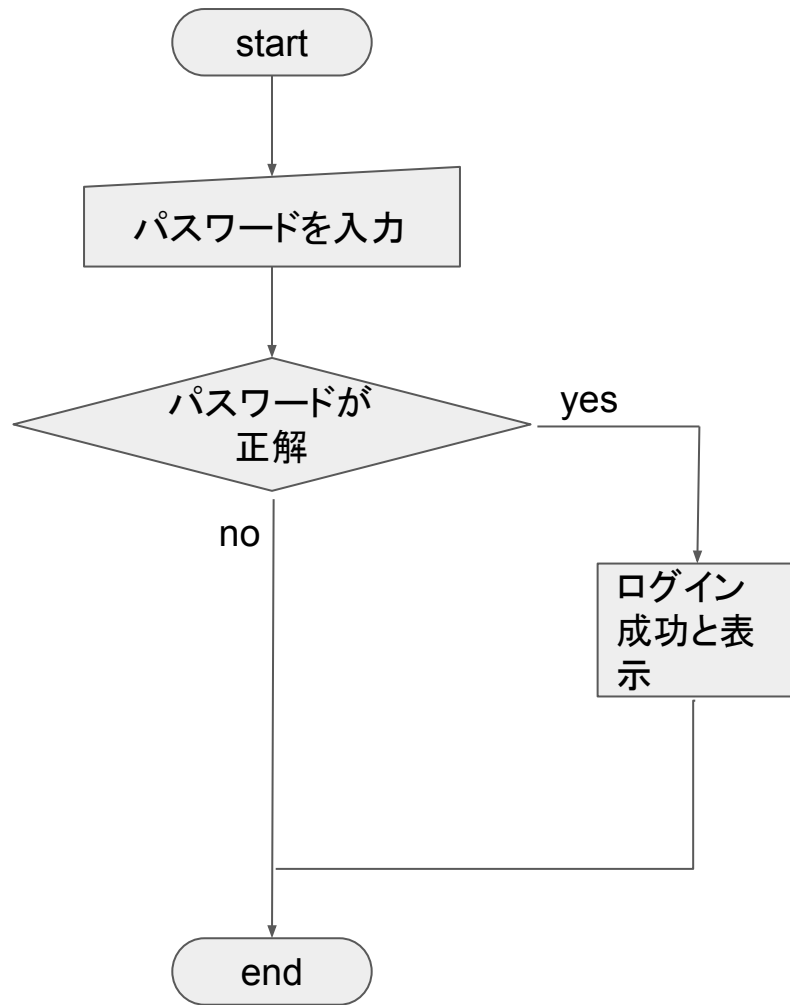 start
パスワードを入力
パスワードが
正解
yes
no
ログイン
成功と表
示
end